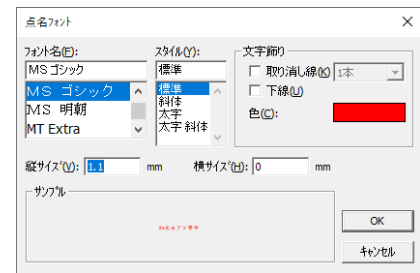 点名フォント
フォント名(F):
MS ゴシック
MS ゴシック
MS 明朝
MT Extra
スタイル(Y):
標準
標準
斜体
太字
太字 斜体
文字飾り
取り消し線(K)
1本
下線(U)
色(C):
縦サイズ(V):
1.1
mm
横サイズ(H):
0
mm
サンプル
OK
キャンセル